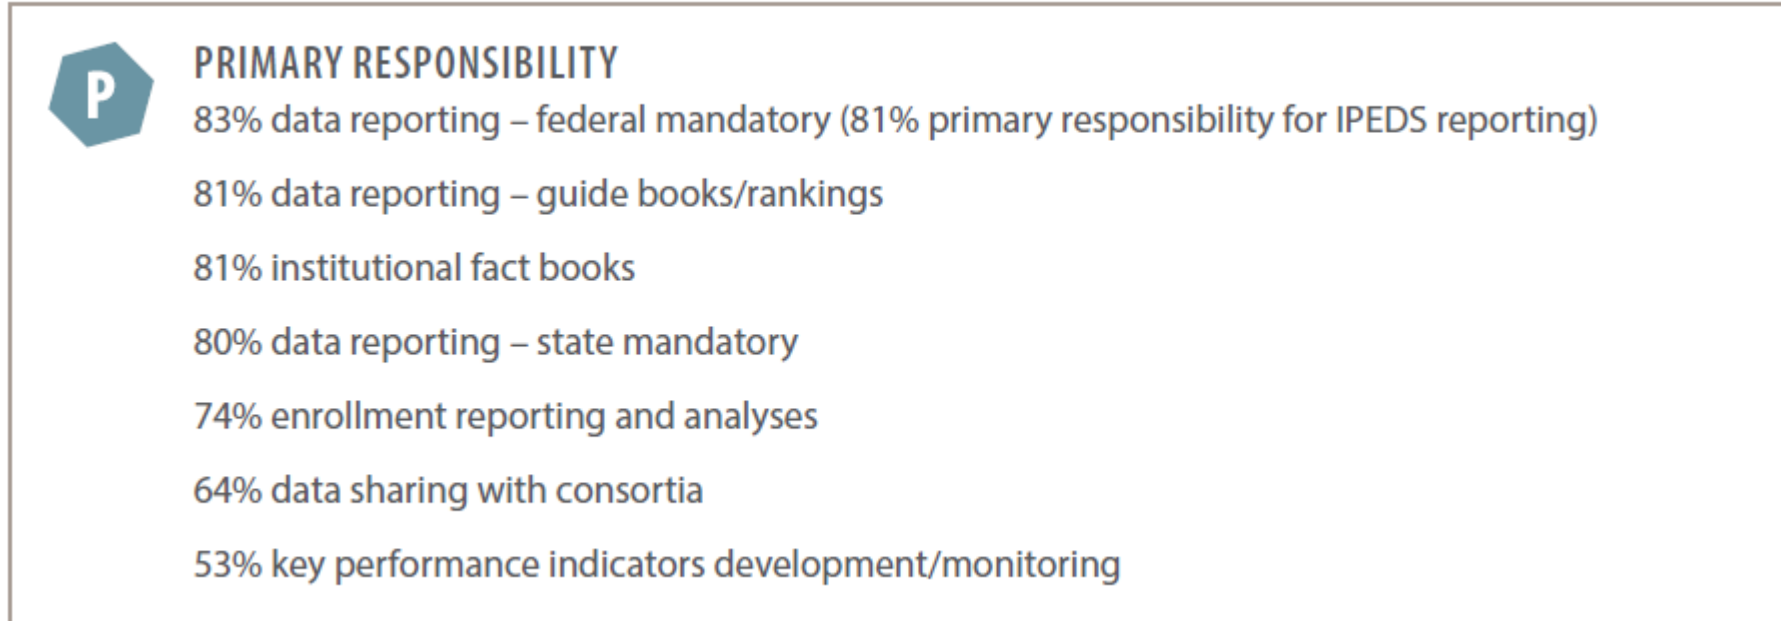 P
PRIMARY RESPONSIBILITY
83% data reporting – federal mandatory (81% primary responsibility for IPEDS reporting)
81% data reporting – guide books/rankings
81% institutional fact books
80% data reporting – state mandatory
74% enrollment reporting and analyses
64% data sharing with consortia
53% key performance indicators development/monitoring